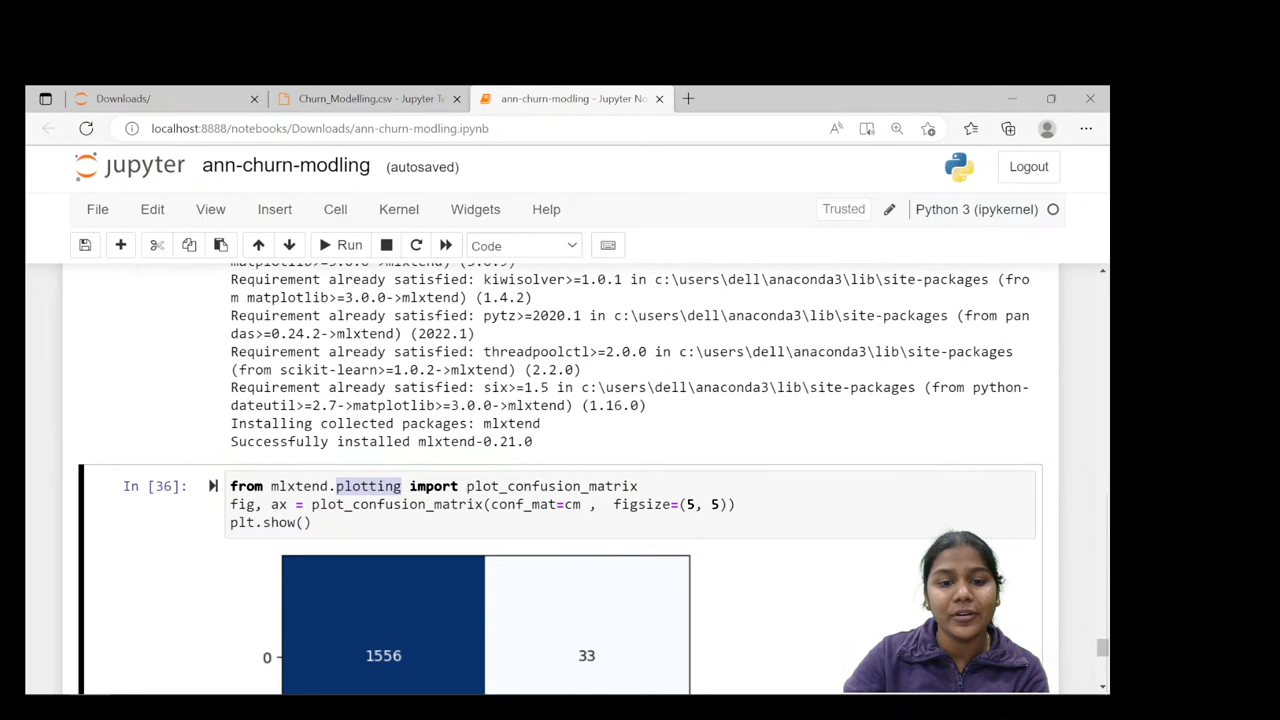 Downloads/
Churn_Modelling.csv - Jupyter Te
ann-churn-modling - Jupyter No
localhost:8888/notebooks/Downloads/ann-churn-modling.ipynb
jupyter ann-churn-modling (autosaved)
Logout
File Edit View Insert Cell Kernel Widgets Help
Trusted
Python 3 (ipykernel)
Run
Code
Requirement already satisfied: kiwisolver>=1.0.1 in c:\users\dell\anaconda3\lib\site-packages (fro
m matplotlib>=3.0.0->mlxtend) (1.4.2)
Requirement already satisfied: pytz>=2020.1 in c:\users\dell\anaconda3\lib\site-packages (from pan
das>=0.24.2->mlxtend) (2022.1)
Requirement already satisfied: threadpoolctl>=2.0.0 in c:\users\dell\anaconda3\lib\site-packages
(from scikit-learn>=1.0.2->mlxtend) (2.2.0)
Requirement already satisfied: six>=1.5 in c:\users\dell\anaconda3\lib\site-packages (from python-
dateutil>=2.7->matplotlib>=3.0.0->mlxtend) (1.16.0)
Installing collected packages: mlxtend
Successfully installed mlxtend-0.21.0
In [36]:
from mlxtend.plotting import plot_confusion_matrix
fig, ax = plot_confusion_matrix(conf_mat=cm ,  figsize=(5, 5))
plt.show()
0
1556
33